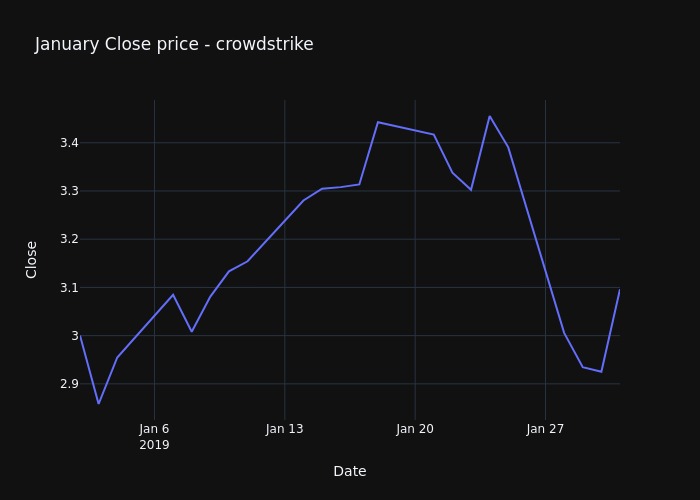 January Close price - crowdstrike
Close
3.4
3.3
3.2
3.1
3
2.9
Jan 6
2019
Jan 13
Jan 20
Jan 27
Date